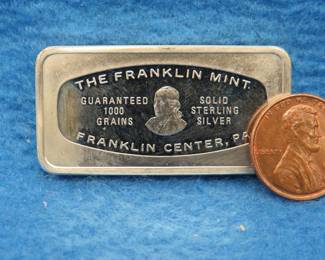 THE FRANKLIN MINT
GUARANTEED 1000 GRAINS
SOLID STERLING SILVER
FRANKLIN CENTER, PA